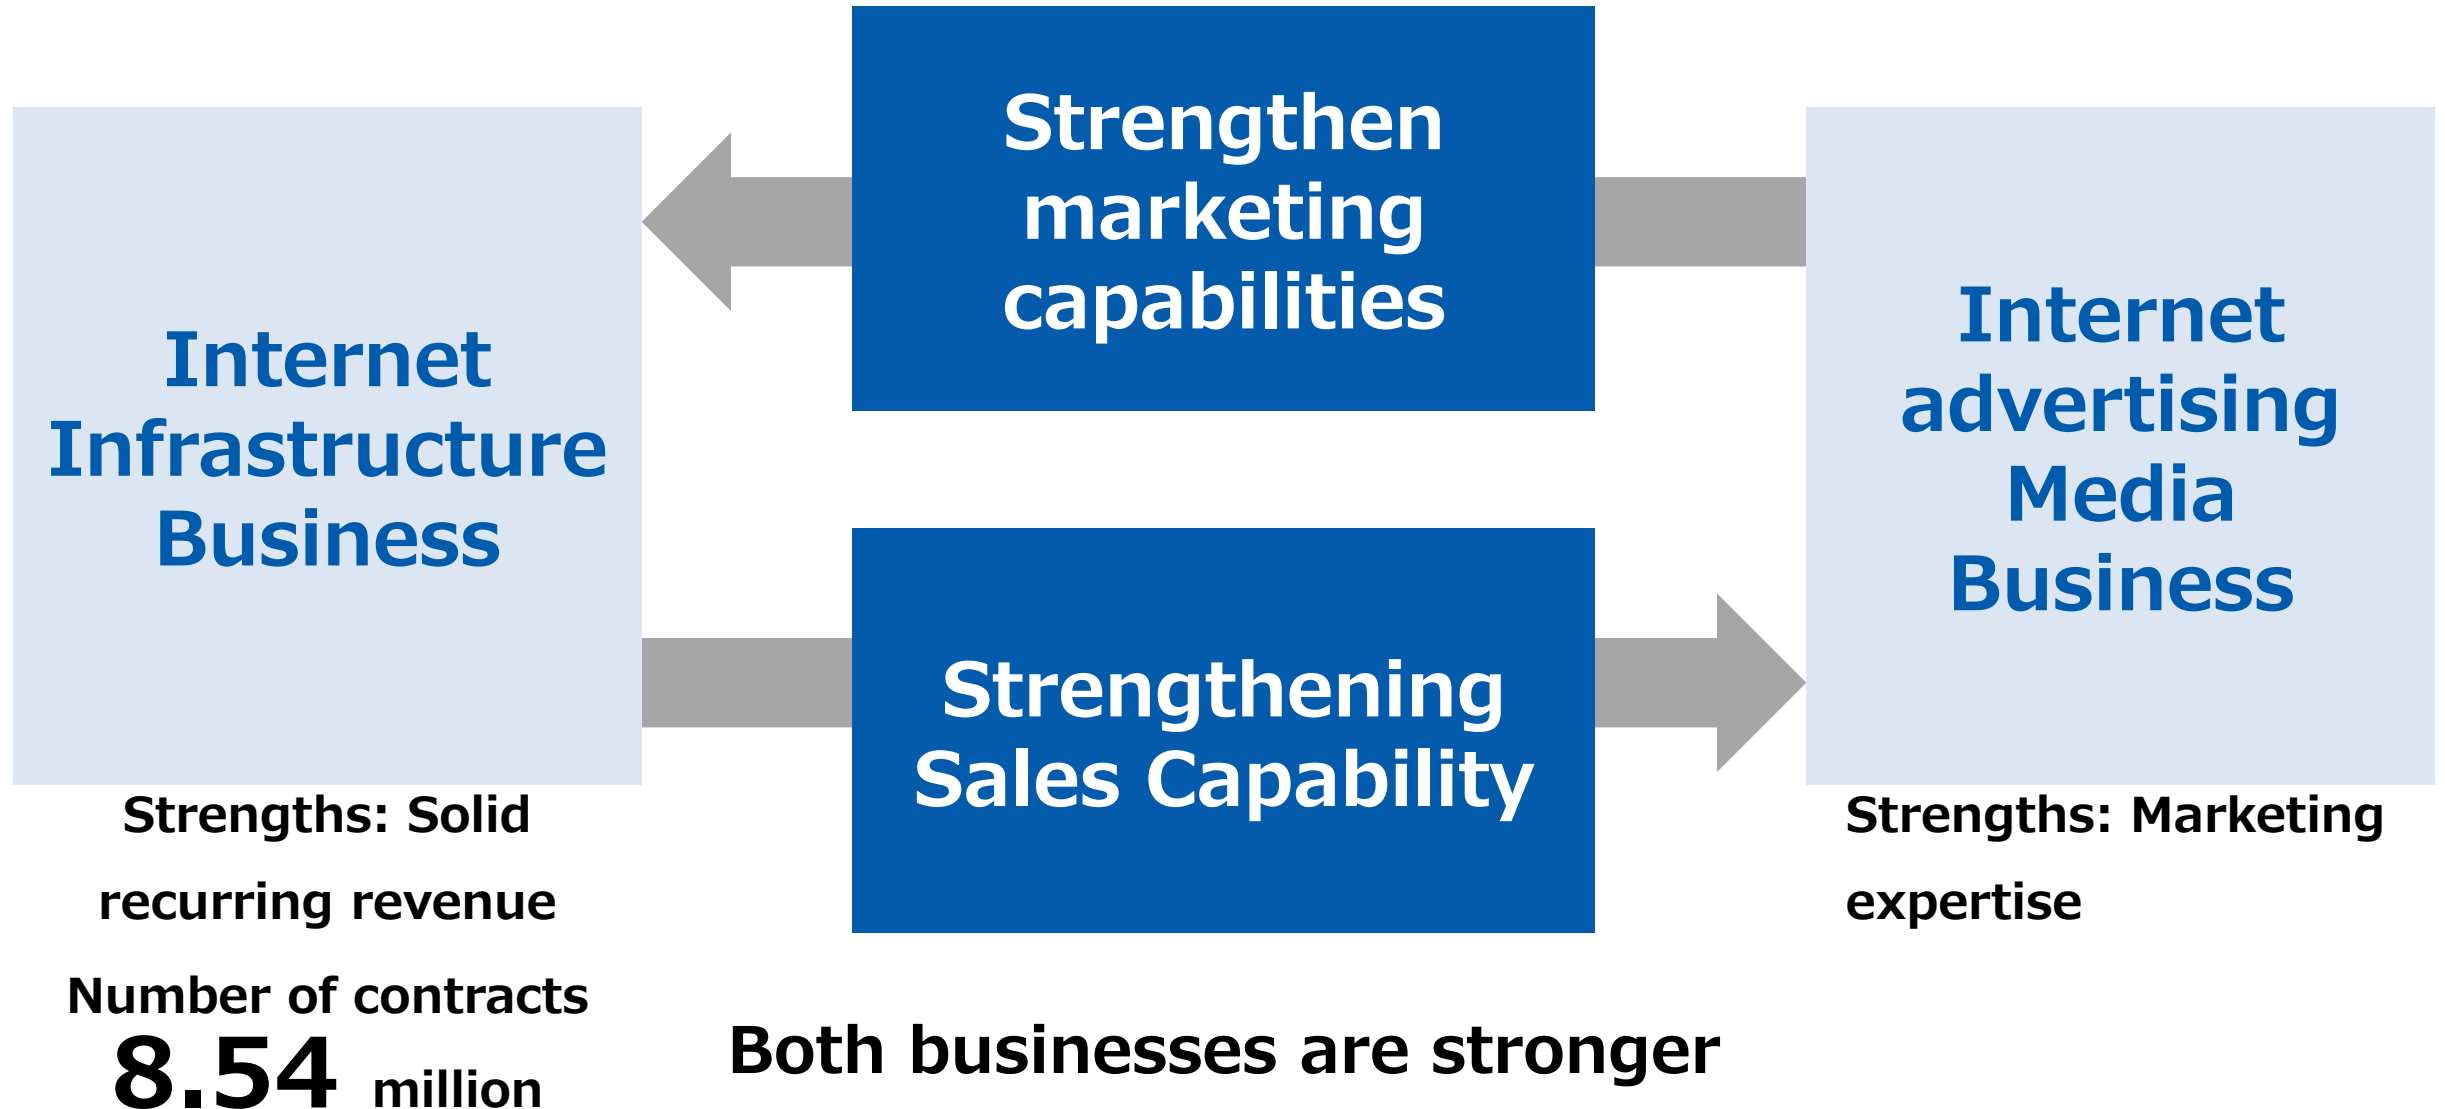 Strengthen
marketing
capabilities
Internet
Infrastructure
Business
Internet
advertising
Media
Business
Strengthening
Sales Capability
Strengths: Solid
recurring revenue
Number of contracts
8.54 million
Strengths: Marketing
expertise
Both businesses are stronger